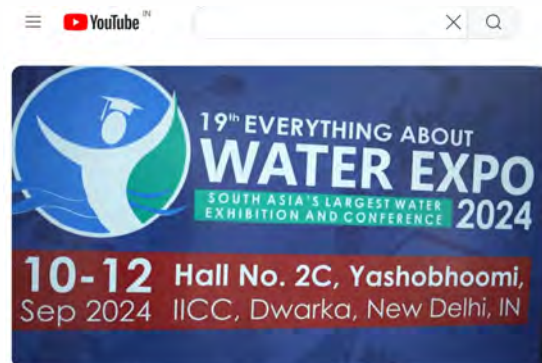 YouTube IN
19th EVERYTHING ABOUT
WATER EXPO
SOUTH ASIA'S LARGEST WATER
EXHIBITION AND CONFERENCE
2024
10-12
Sep 2024
Hall No. 2C, Yashobhoomi,
IICC, Dwarka, New Delhi, IN